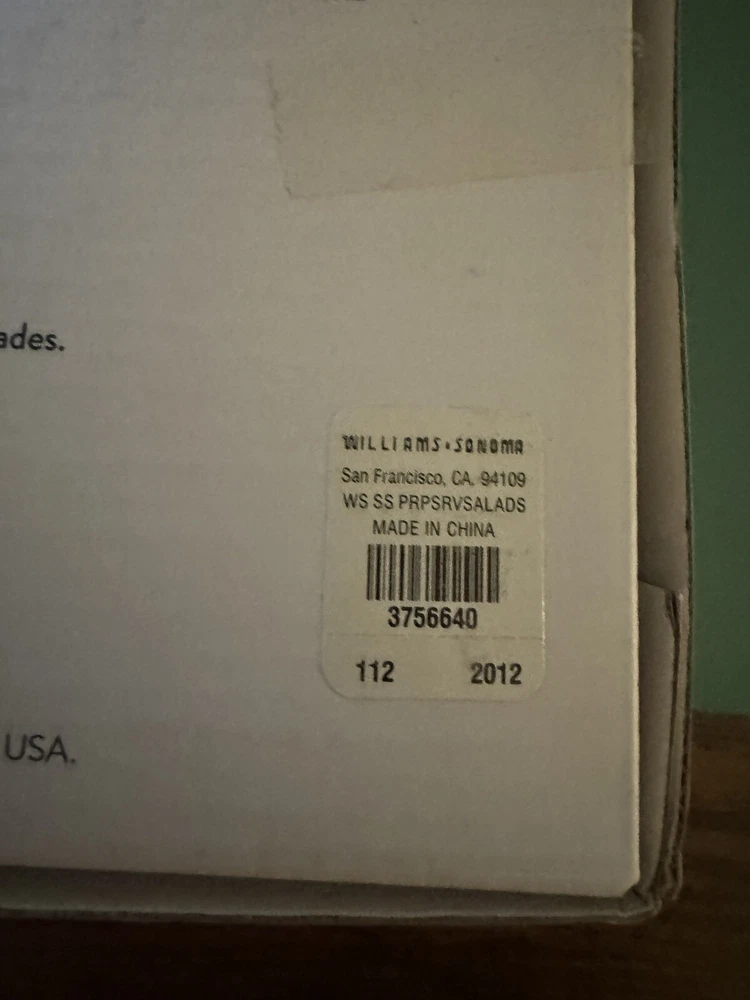 ades.
WILLIAMS-SONOMA
San Francisco, CA. 94109
WS SS PRPSRVSALADS
MADE IN CHINA
3756640
112 2012
USA.